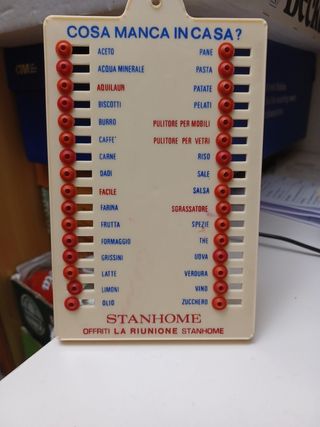 COSA MANCA IN CASA?
ACETO
ACQUA MINERALE
AQUILAUN
BISCOTTI
BURRO
CAFFE'
CARNE
DADI
FACILE
FARINA
FRUTTA
FORMAGGIO
GRISSINI
LATTE
LIMONI
OLIO
PANE
PASTA
PATATE
PELATI
PULITORE PER MOBILI
PULITORE PER VETRI
RISO
SALE
SALSA
SGRASSATORE
SPEZIE
THE
UOVA
VERDURA
VINO
ZUCCHERO
STANHOME
OFFRITI LA RIUNIONE STANHOME